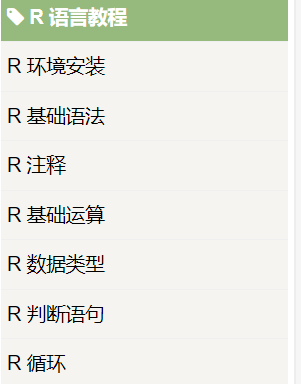 R 语言教程
R 环境安装
R 基础语法
R 注释
R 基础运算
R 数据类型
R 判断语句
R 循环